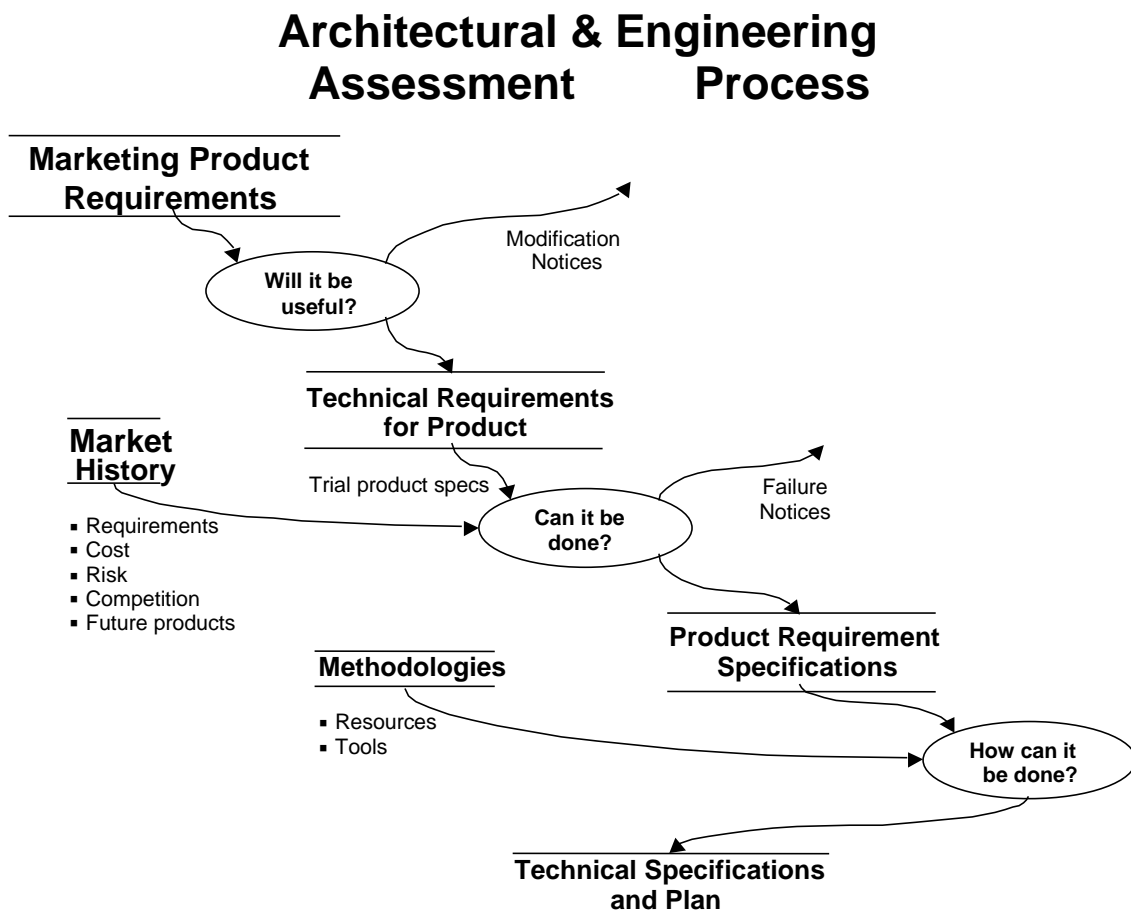 Architectural & Engineering
Assessment Process
Marketing Product
Requirements
Modification
Notices
Will it be
useful?
Technical Requirements
for Product
Market
History
Trial product specs
Failure
Notices
Can it be
done?
▪ Requirements
▪ Cost
▪ Risk
▪ Competition
▪ Future products
Product Requirement
Specifications
Methodologies
▪ Resources
▪ Tools
How can it
be done?
Technical Specifications
and Plan